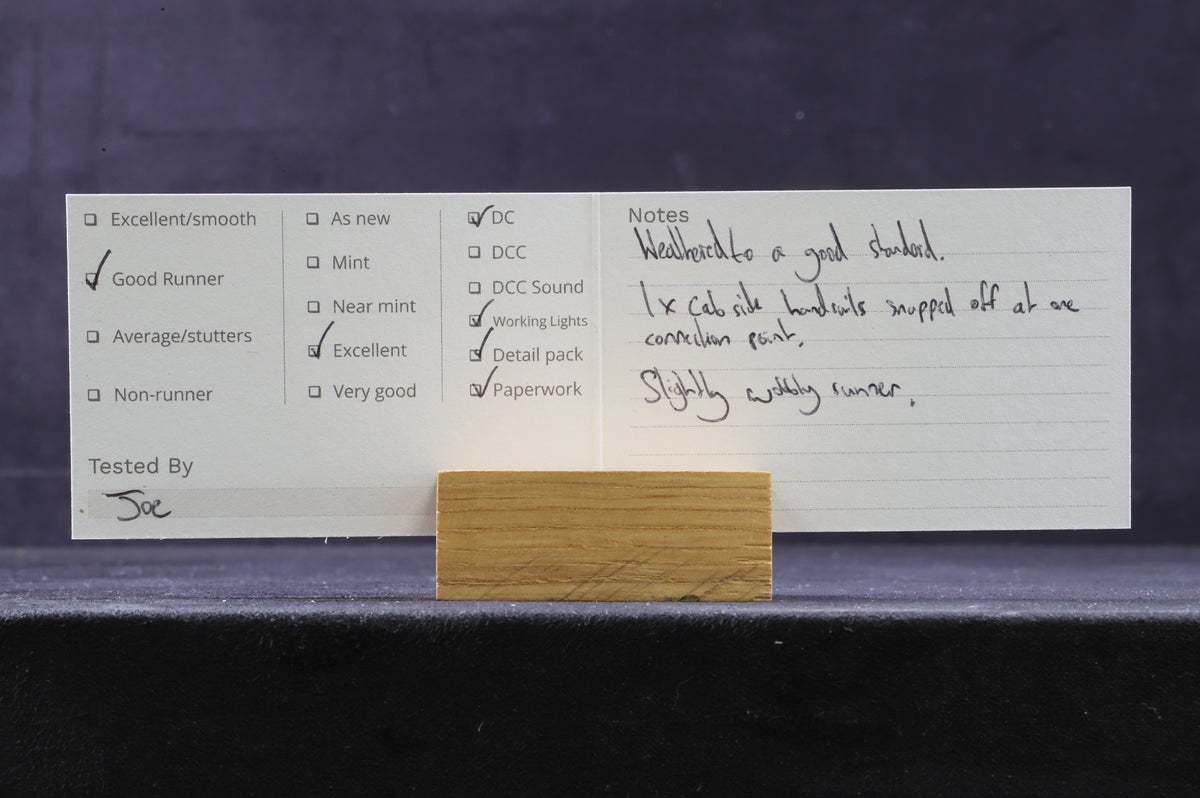 Excellent/smooth
Good Runner
Average/stutters
Non-runner
As new
Mint
Near mint
Excellent
Very good
DC
DCC
DCC Sound
Working Lights
Detail pack
Paperwork
Tested By
Joe
Notes
Weathered to a good standard.
1x Cab side handrails snapped off at one
connection point.
Slightly wobbly runner.